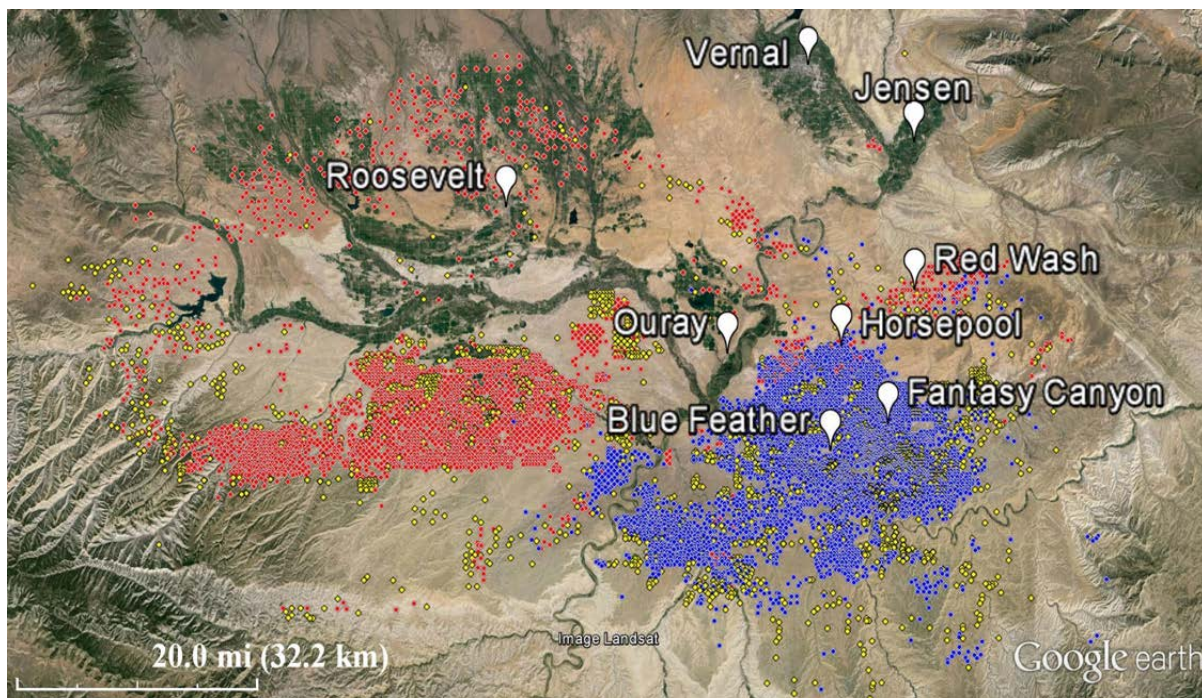 Vernal
Jensen
Roosevelt
Red Wash
Ouray
Horsepool
Fantasy Canyon
Blue Feather
Image Landsat
20.0 mi (32.2 km)
Google earth